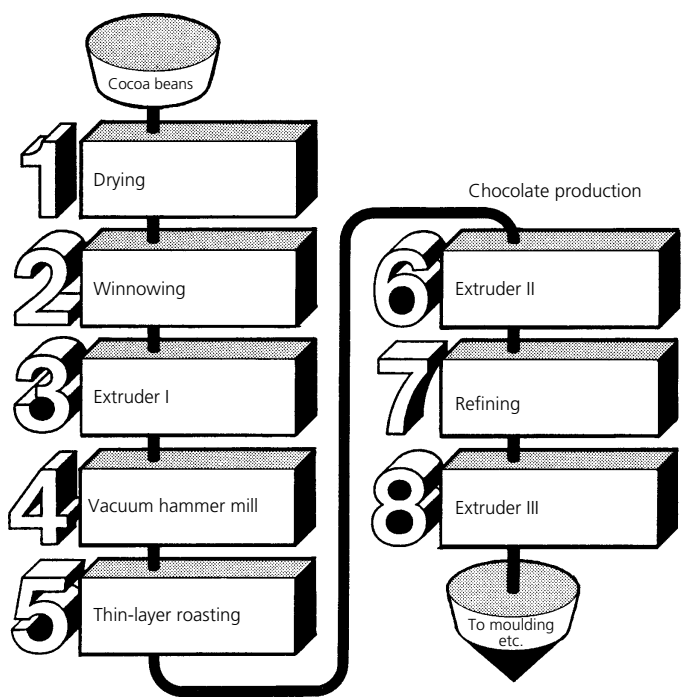 Cocoa beans
1
Drying
2
Winnowing
3
Extruder I
4
Vacuum hammer mill
5
Thin-layer roasting
Chocolate production
6
Extruder II
7
Refining
8
Extruder III
To moulding
etc.